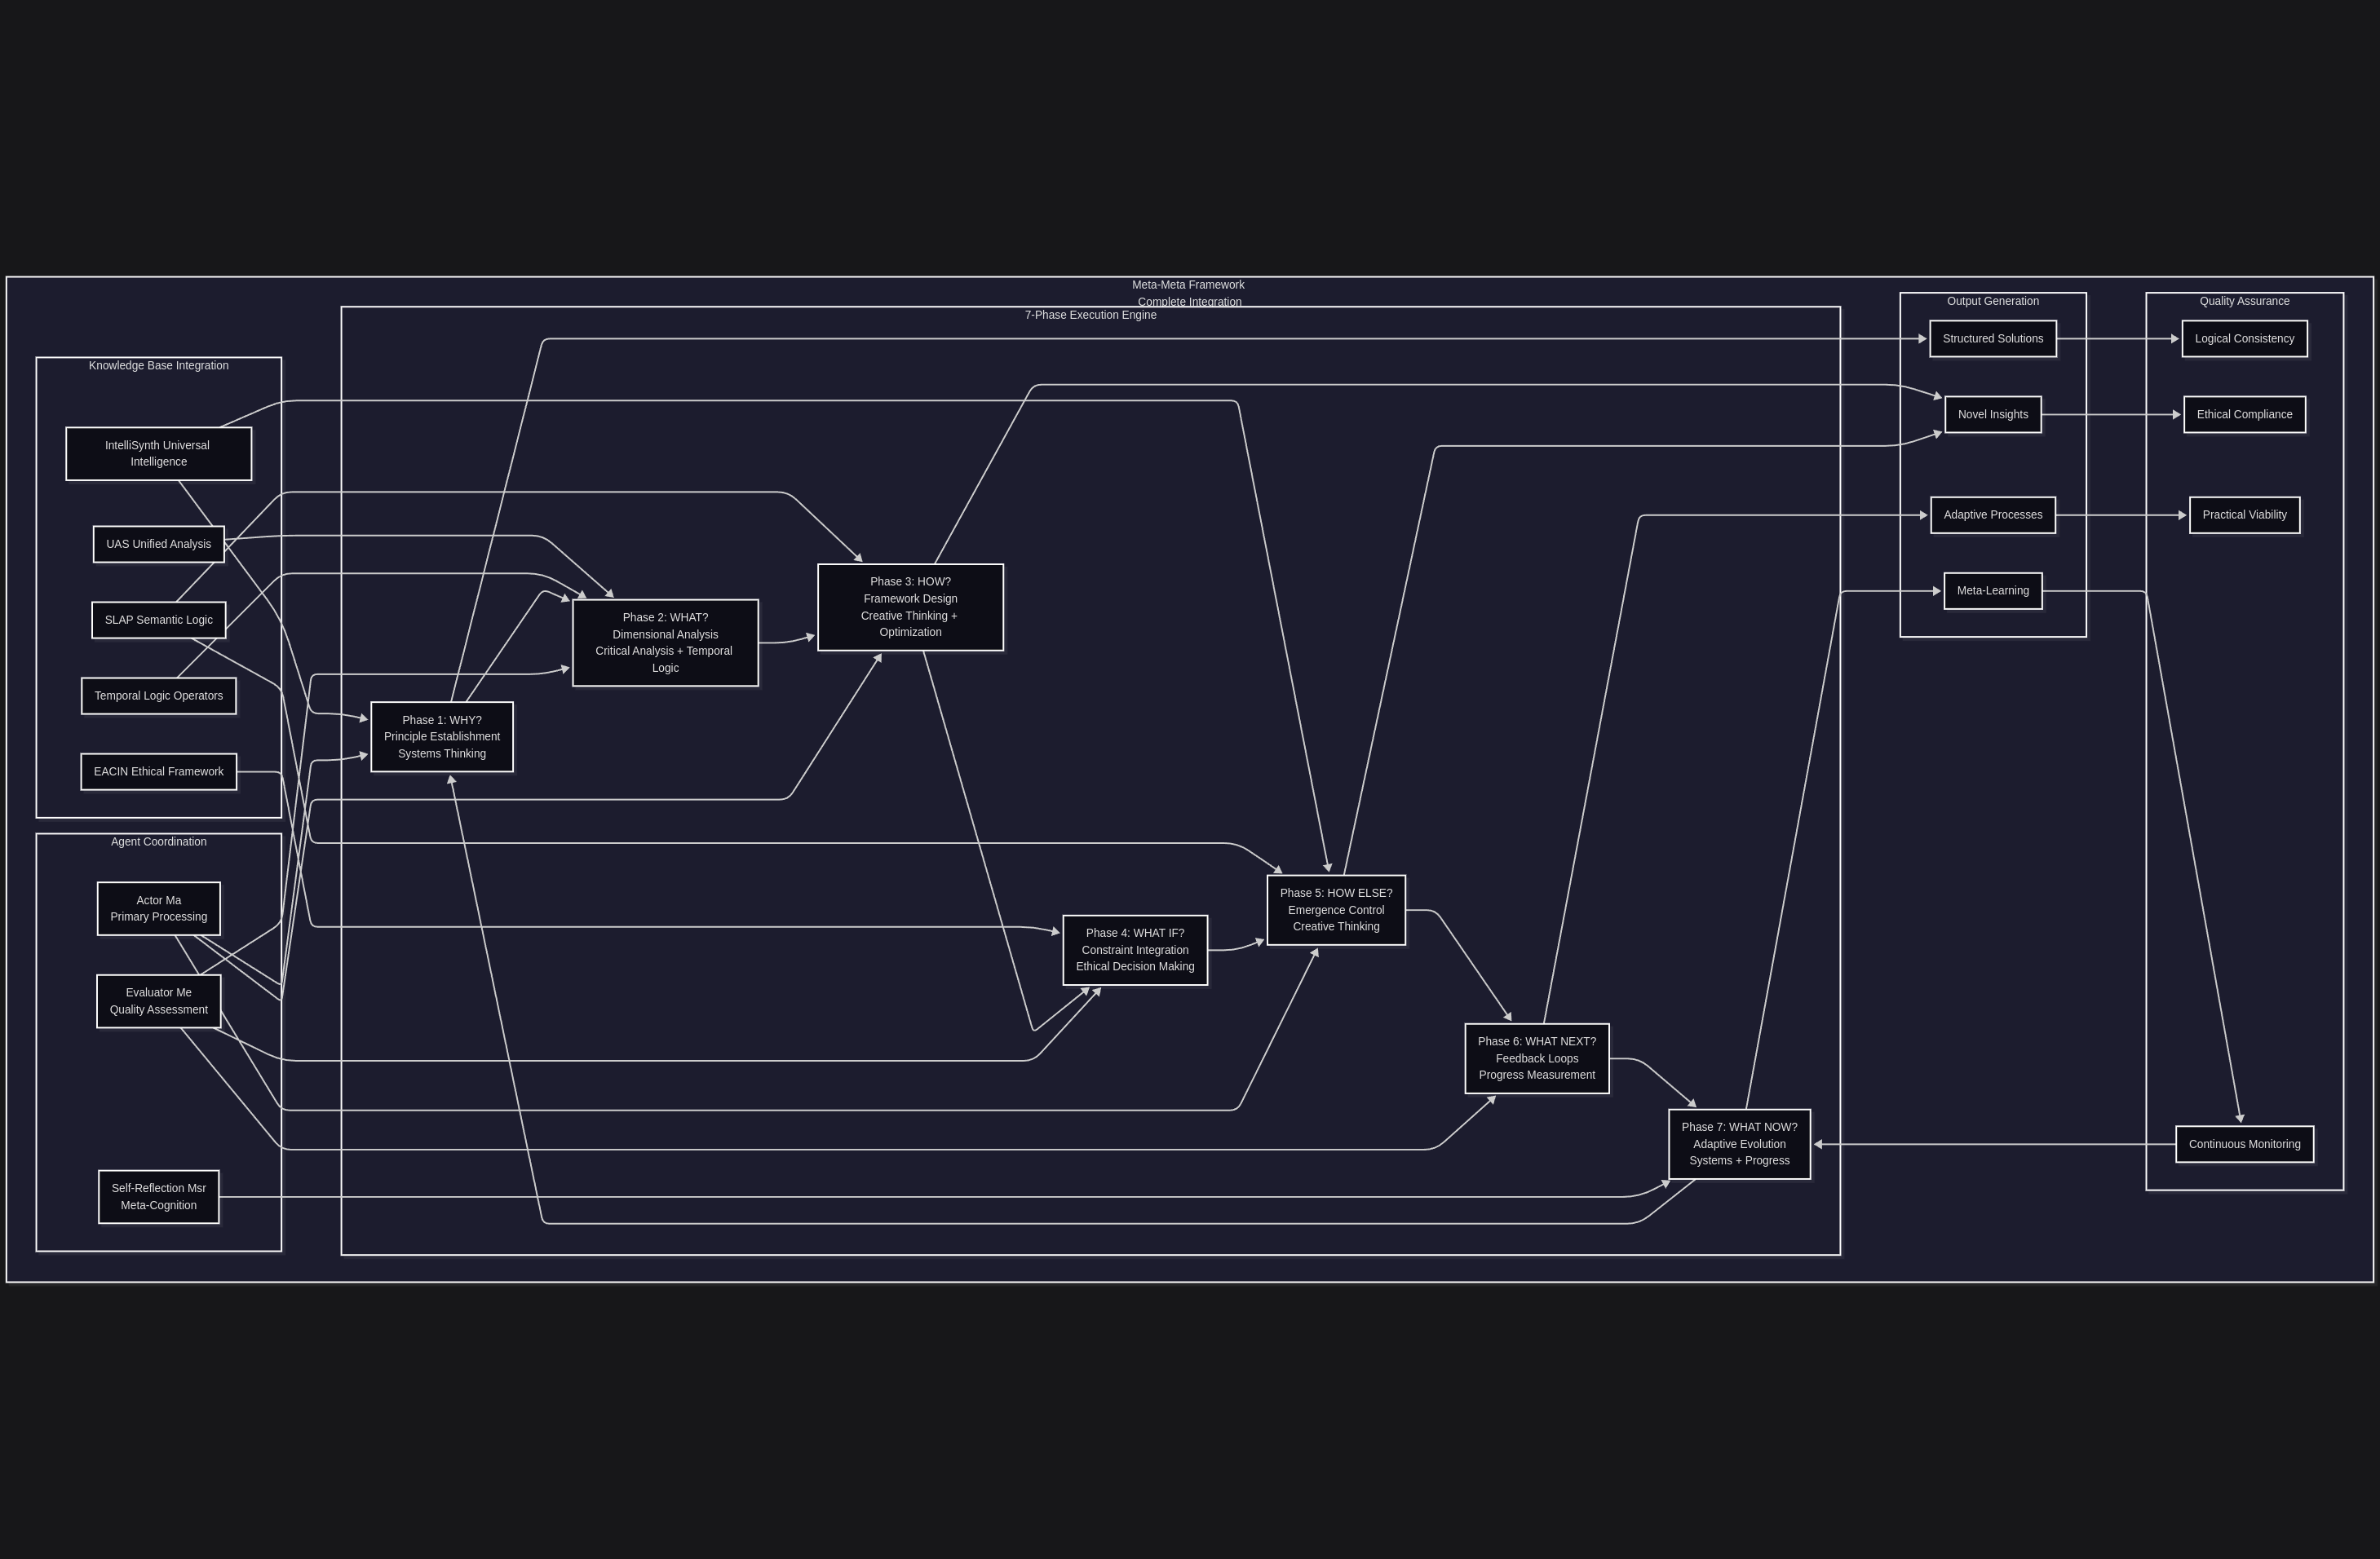 Meta-Meta Framework
Complete Integration
Knowledge Base Integration
IntelliSynth Universal
Intelligence
UAS Unified Analysis
SLAP Semantic Logic
Temporal Logic Operators
EACIN Ethical Framework
Agent Coordination
Actor Ma
Primary Processing
Evaluator Me
Quality Assessment
Self-Reflection Msr
Meta-Cognition
7-Phase Execution Engine
Phase 1: WHY?
Principle Establishment
Systems Thinking
Phase 2: WHAT?
Dimensional Analysis
Critical Analysis + Temporal
Logic
Phase 3: HOW?
Framework Design
Creative Thinking +
Optimization
Phase 4: WHAT IF?
Constraint Integration
Ethical Decision Making
Phase 5: HOW ELSE?
Emergence Control
Creative Thinking
Phase 6: WHAT NEXT?
Feedback Loops
Progress Measurement
Phase 7: WHAT NOW?
Adaptive Evolution
Systems + Progress
Output Generation
Structured Solutions
Novel Insights
Adaptive Processes
Meta-Learning
Quality Assurance
Logical Consistency
Ethical Compliance
Practical Viability
Continuous Monitoring